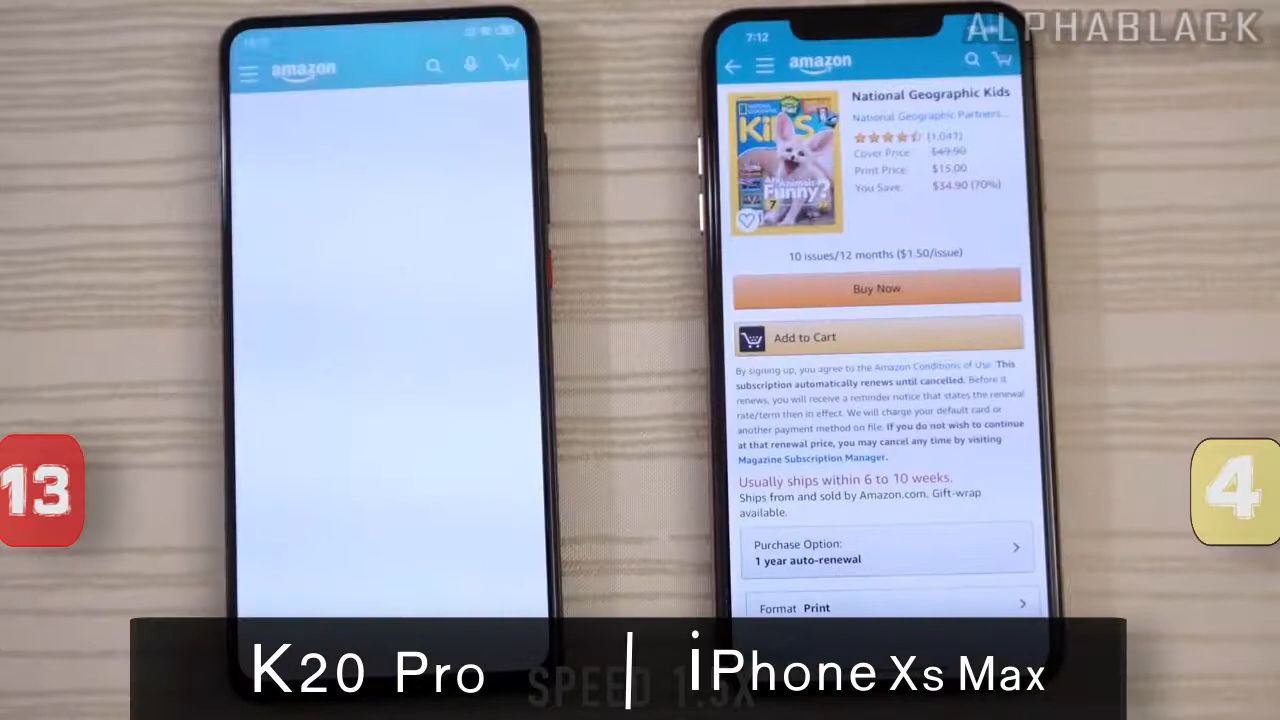 ALPHABLACK
amazon
7:12
amazon
National Geographic Kids
National Geographic Partners...
(1,041)
Cover Price: $49.90
Print Price: $15.00
You Save: $34.90 (70%)
KiDS
Are Animals
Funny?
7
10 issues/12 months ($1.50/issue)
Buy Now
Add to Cart
By signing up, you agree to the Amazon Conditions of Use. This
subscription automatically renews until cancelled. Before it
renews, you will receive a reminder notice that states the renewal
rate/term then in effect. We will charge your default card or
another payment method on file. If you do not wish to continue
at that renewal price, you may cancel any time by visiting
Magazine Subscription Manager.
Usually ships within 6 to 10 weeks.
Ships from and sold by Amazon.com. Gift-wrap
available.
Purchase Option:
1 year auto-renewal
Format Print
13
4
K20 Pro | iPhone Xs Max
SPEED 1.5X